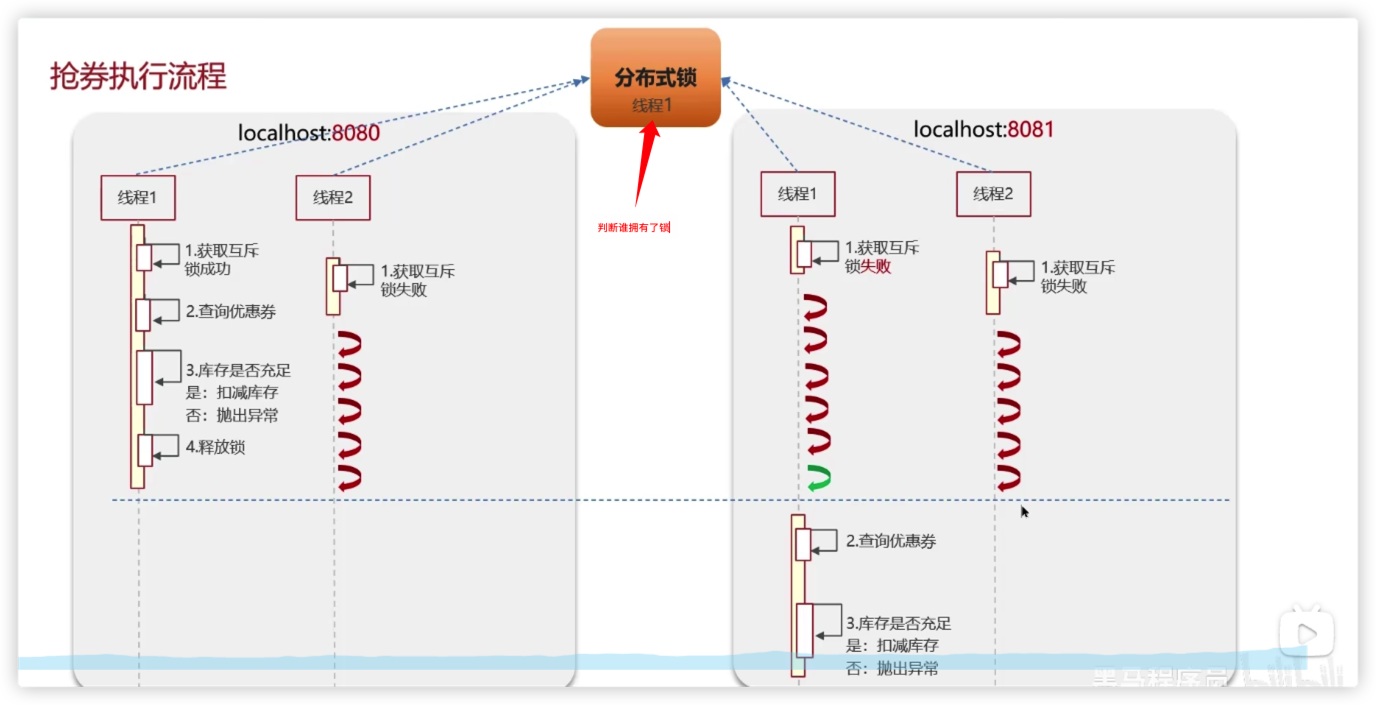 抢券执行流程
分布式锁
线程1
判断谁拥有了锁
localhost:8080
线程1
线程2
1.获取互斥
锁成功
2.查询优惠券
3.库存是否充足
是：扣减库存
否：抛出异常
4.释放锁
1.获取互斥
锁失败
localhost:8081
线程1
线程2
1.获取互斥
锁失败
1.获取互斥
锁失败
2.查询优惠券
3.库存是否充足
是：扣减库存
否：抛出异常
黑马程序员